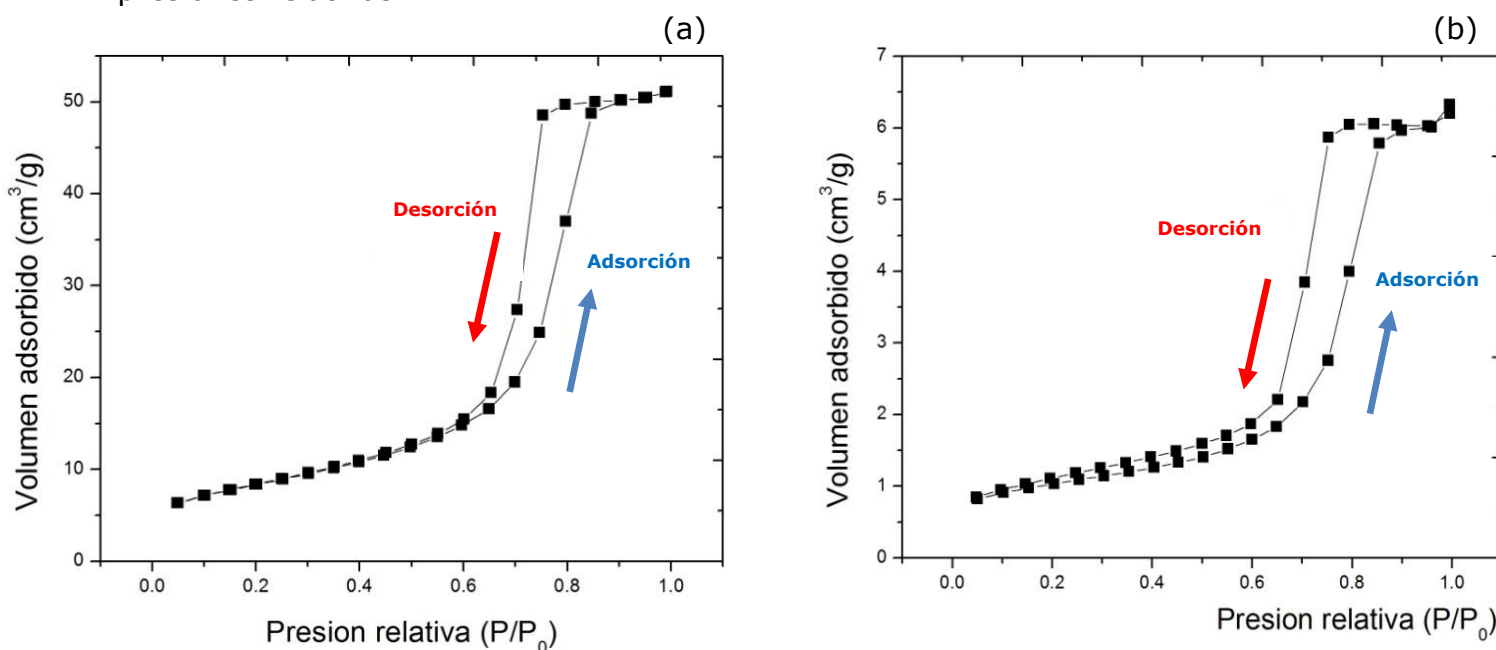 (a)
50
40
30
20
10
0
Volumen adsorbido (cm³/g)
Desorción
Adsorción
0.0 0.2 0.4 0.6 0.8 1.0
Presion relativa (P/P₀)
(b)
7
6
5
4
3
2
1
0
Volumen adsorbido (cm³/g)
Desorción
Adsorción
0.0 0.2 0.4 0.6 0.8 1.0
Presion relativa (P/P₀)